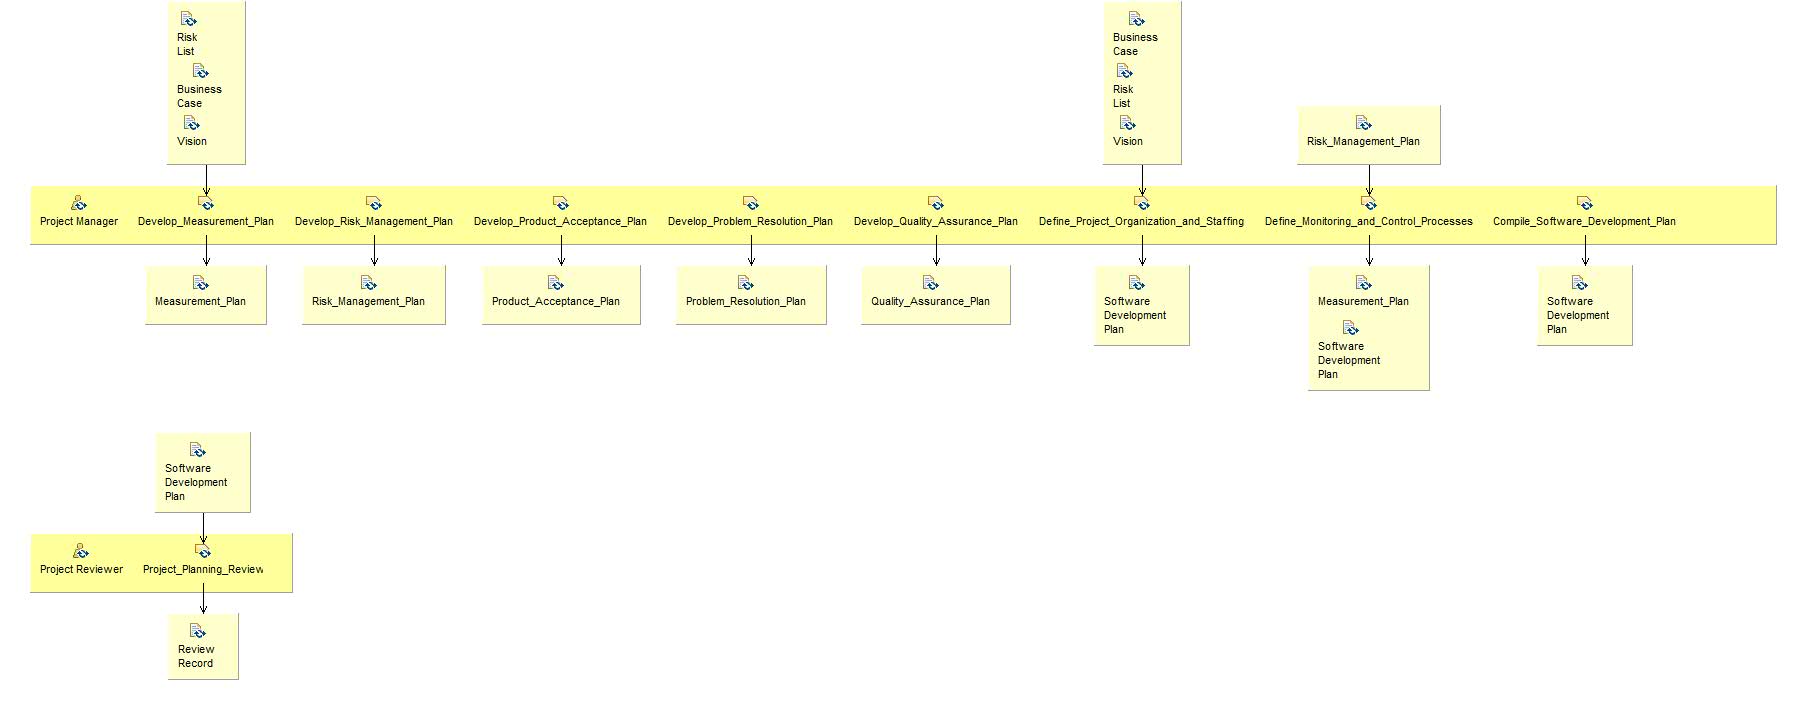 Risk
List
Business
Case
Vision
Business
Case
Risk
List
Vision
Risk_Management_Plan
Project Manager
Develop_Measurement_Plan
Develop_Risk_Management_Plan
Develop_Product_Acceptance_Plan
Develop_Problem_Resolution_Plan
Develop_Quality_Assurance_Plan
Define_Project_Organization_and_Staffing
Define_Monitoring_and_Control_Processes
Compile_Software_Development_Plan
Measurement_Plan
Risk_Management_Plan
Product_Acceptance_Plan
Problem_Resolution_Plan
Quality_Assurance_Plan
Software
Development
Plan
Measurement_Plan
Software
Development
Plan
Software
Development
Plan
Software
Development
Plan
Project Reviewer
Project_Planning_Review
Review
Record